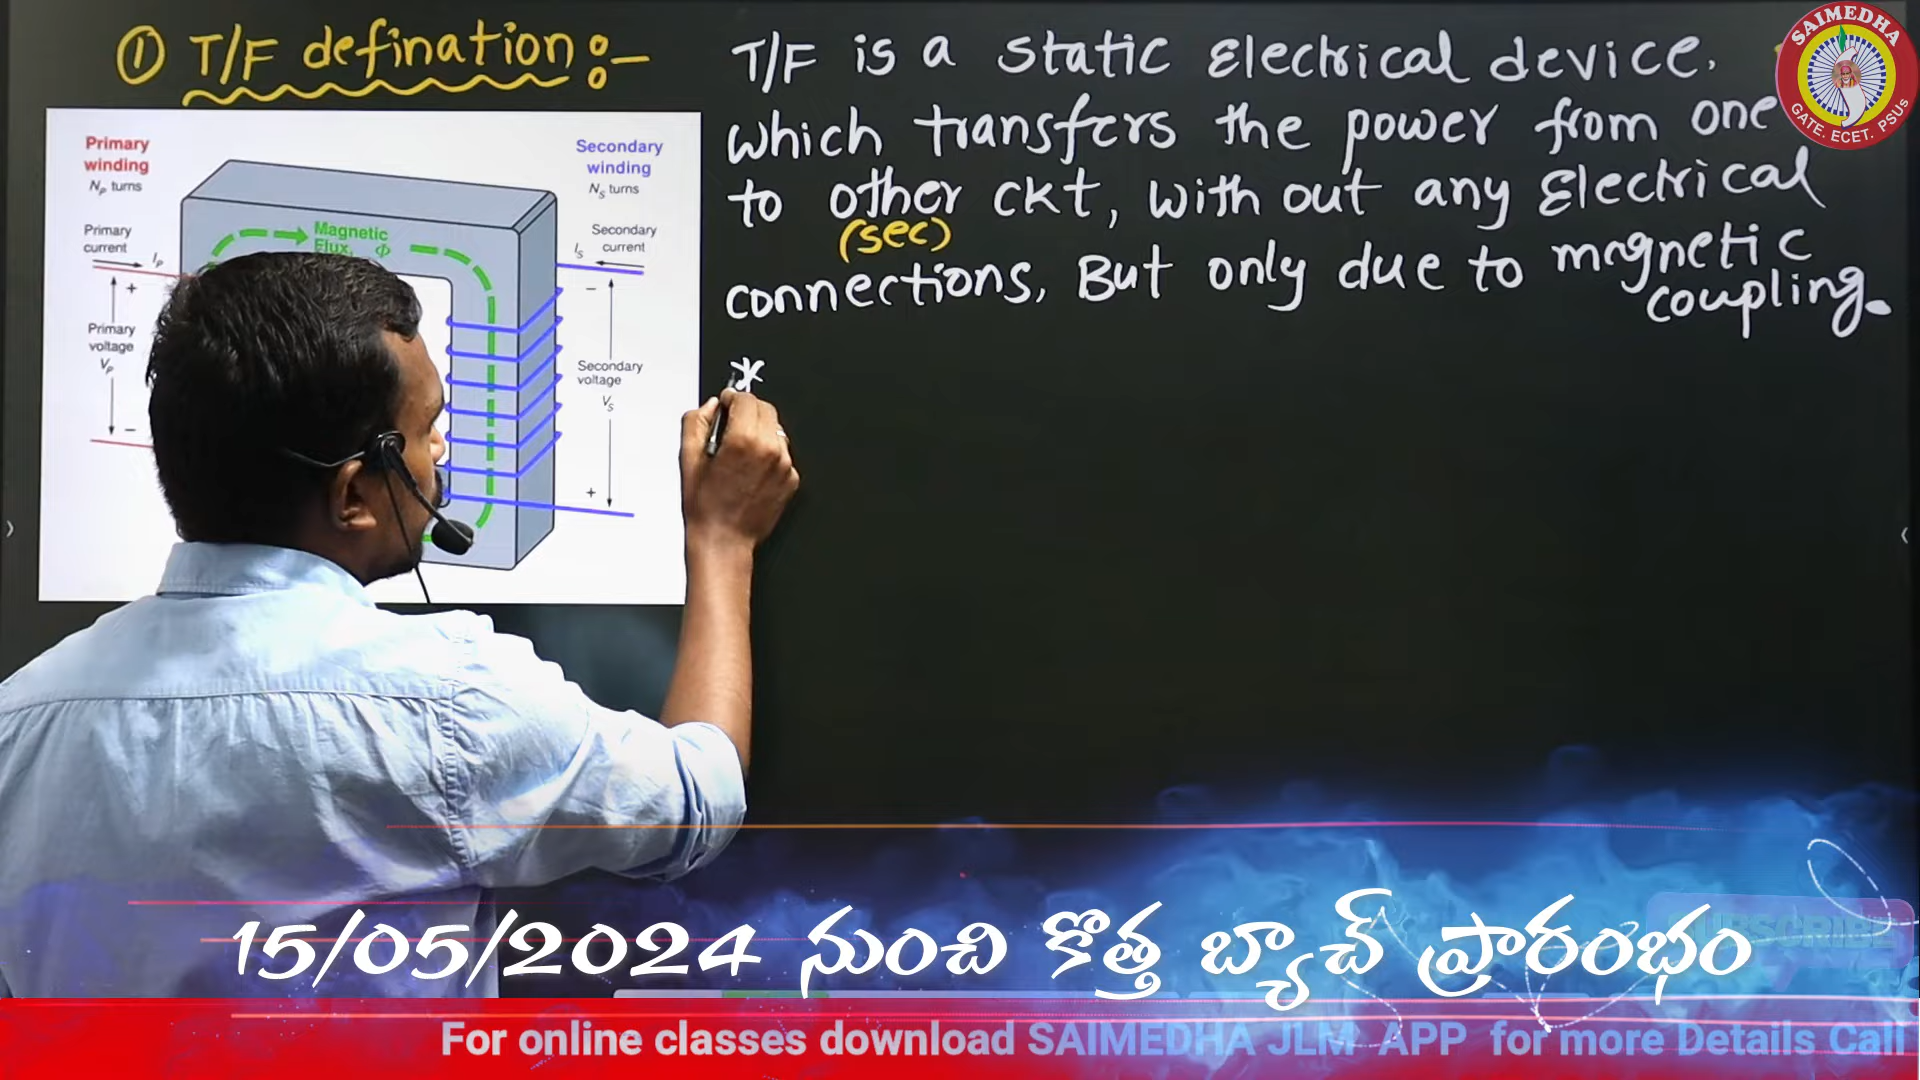 ① T/F defination :-
T/F is a static Electrical device.
which transfers the power from one
to other ckt, with out any Electrical
(sec)
connections, But only due to magnetic
coupling.
*
Primary
winding
Np turns
Primary
current
Ip
+
Primary
voltage
Vp
−
Magnetic
Flux, Φ
Secondary
winding
Ns turns
Is
Secondary
current
−
Secondary
voltage
Vs
+
SAIMEDHA
GATE. ECET. PSUs
SUBSCRIBE
15/05/2024 నుంచి కొత్త బ్యాచ్ ప్రారంభం
For online classes download SAIMEDHA JLM APP for more Details Call